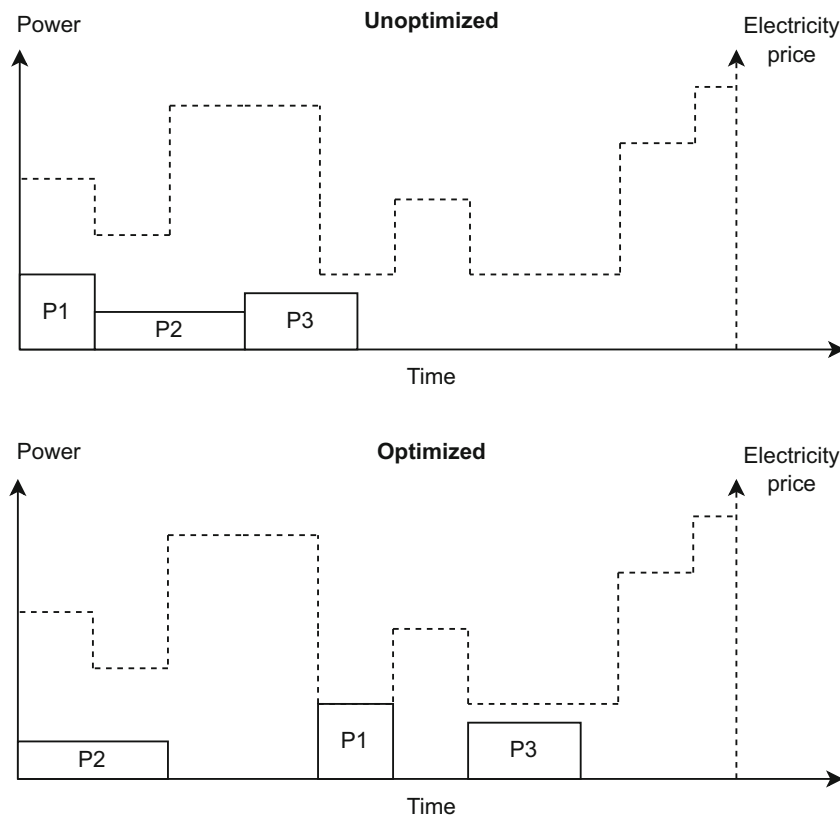 Unoptimized
Power
Electricity
price
P1
P2
P3
Time
Optimized
Power
Electricity
price
P2
P1
P3
Time